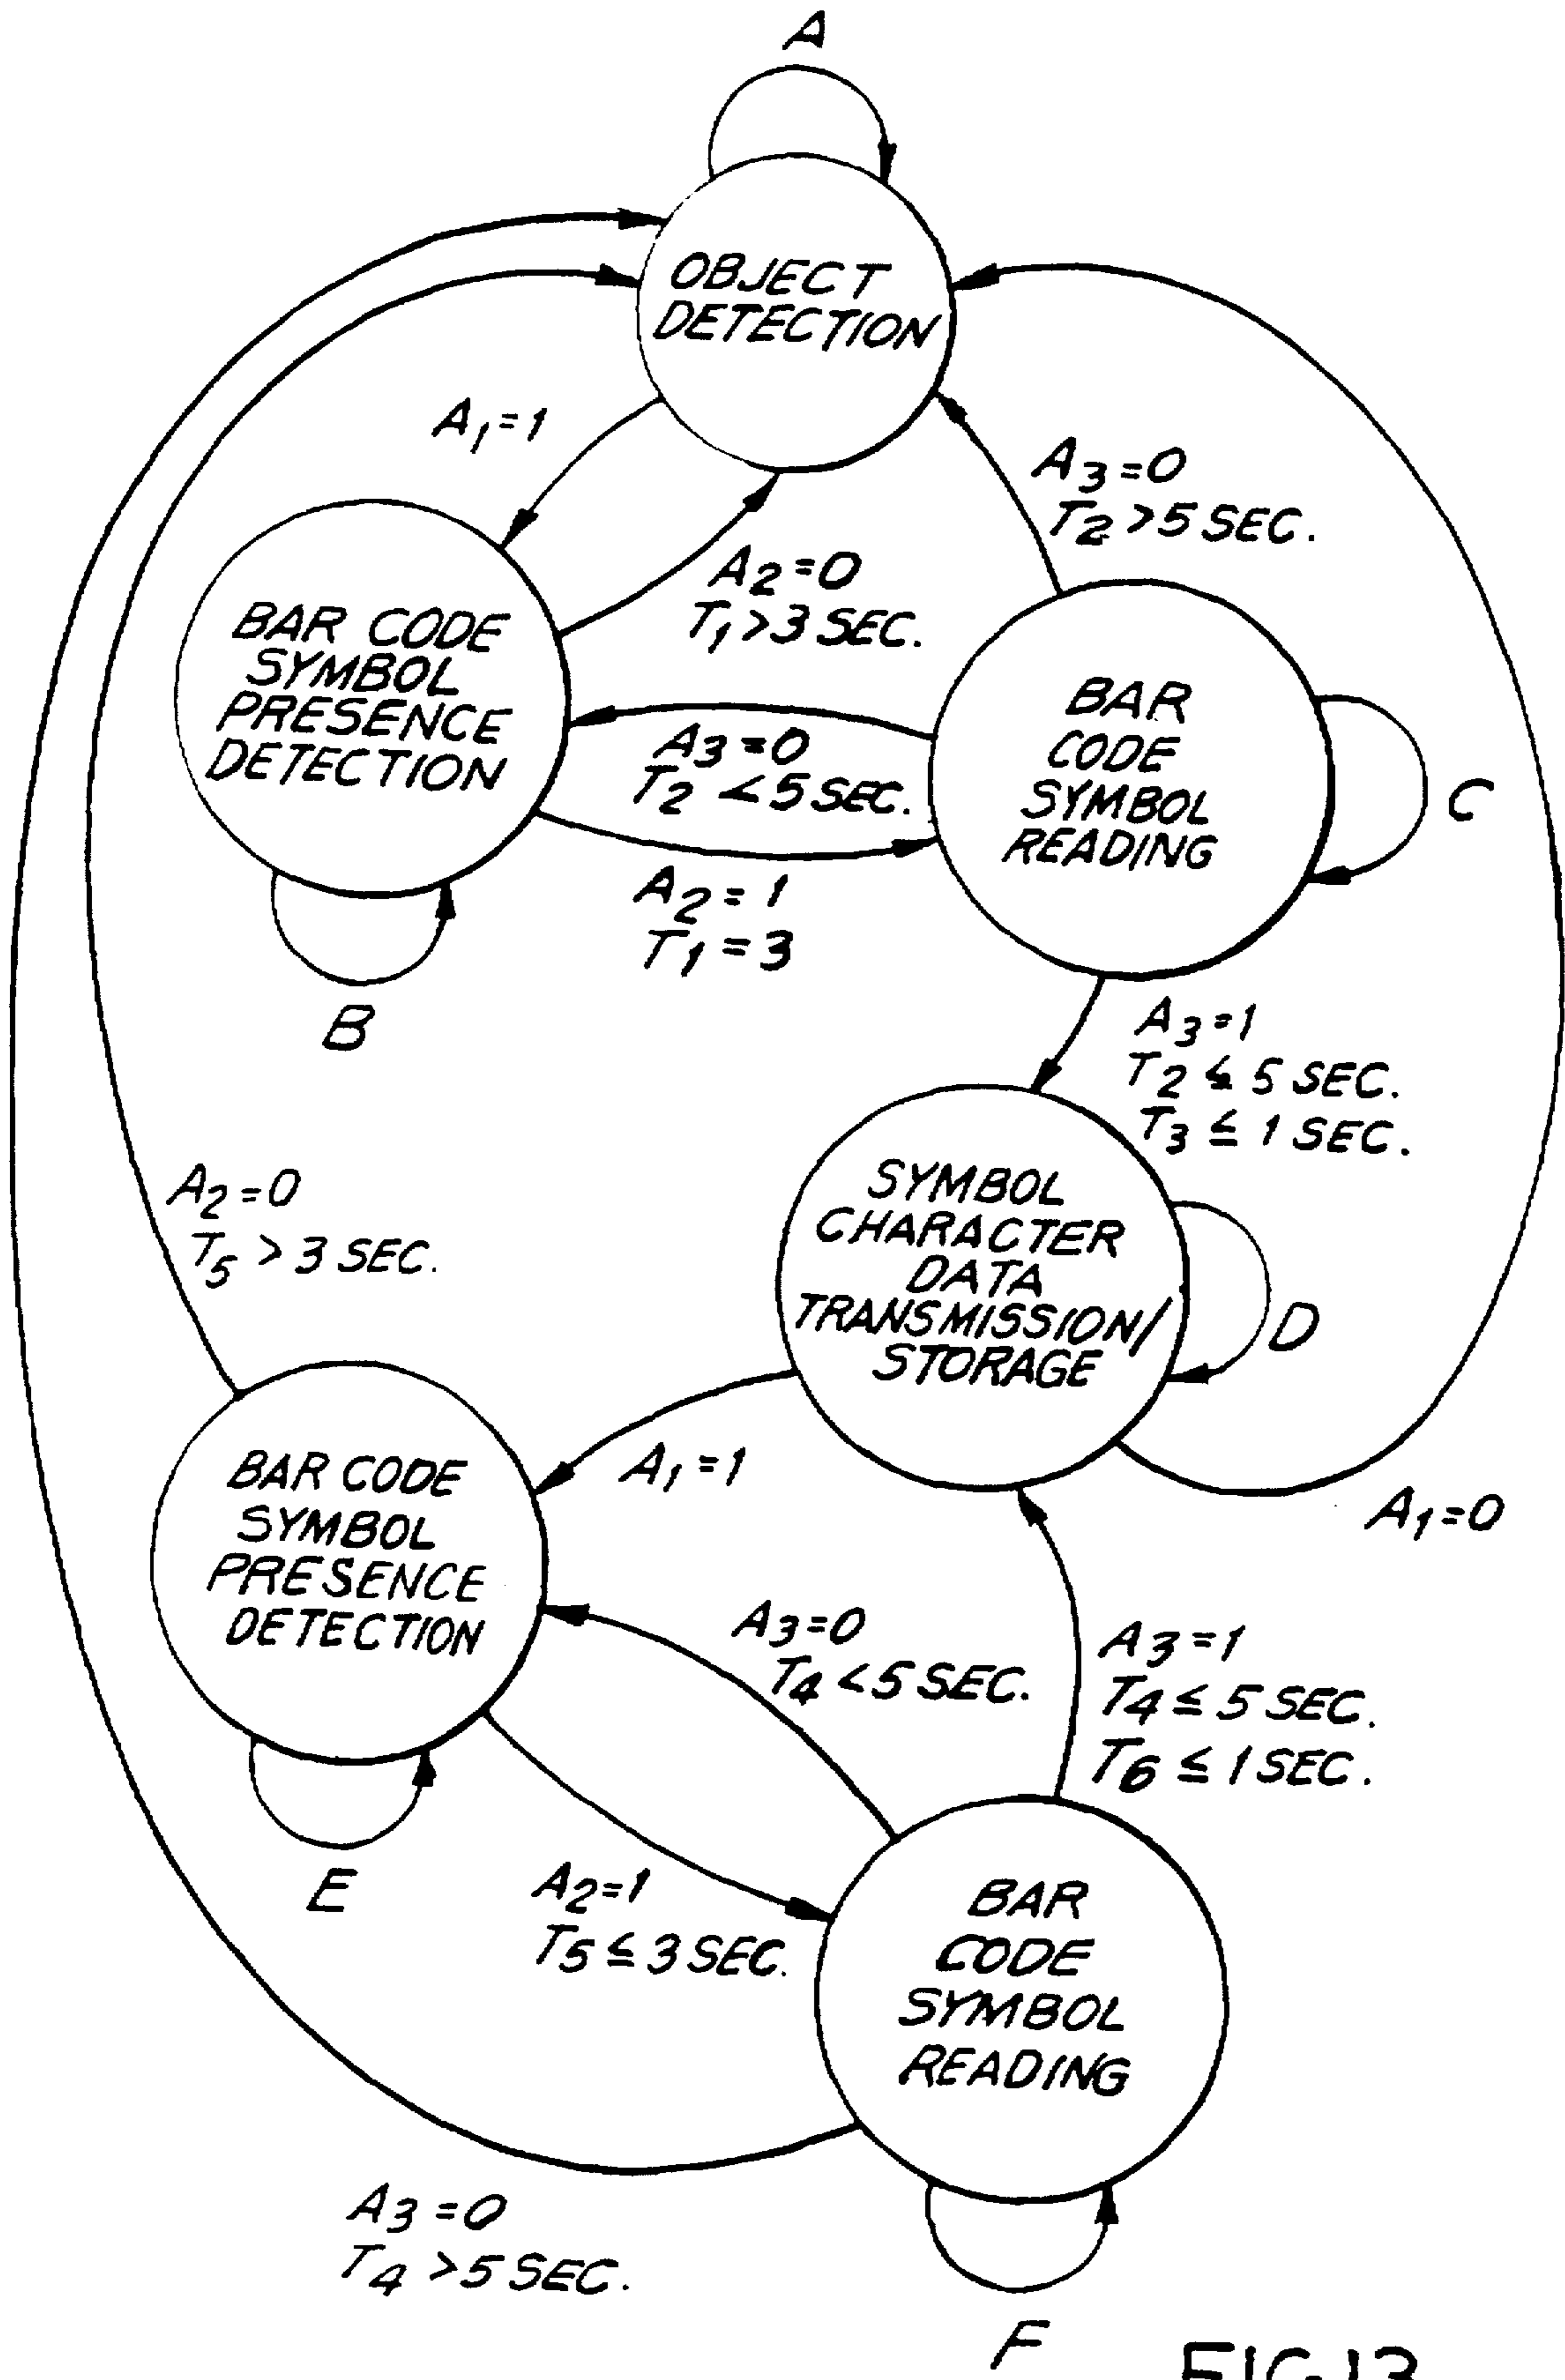 A
OBJECT
DETECTION
A1=1
A3=0
T2>5 SEC.
A2=0
T1>3 SEC.
BAR CODE
SYMBOL
PRESENCE
DETECTION
A3=0
T2<5 SEC.
BAR
CODE
SYMBOL
READING
C
A2=1
T1=3
B
A3=1
T2≤5 SEC.
T3≤1 SEC.
SYMBOL
CHARACTER
DATA
TRANSMISSION/
STORAGE
D
A2=0
T5>3 SEC.
A1=1
A1=0
BAR CODE
SYMBOL
PRESENCE
DETECTION
A3=0
T4<5 SEC.
A3=1
T4≤5 SEC.
T6≤1 SEC.
E
A2=1
T5≤3 SEC.
BAR
CODE
SYMBOL
READING
A3=0
T4>5 SEC.
F
FIG.13